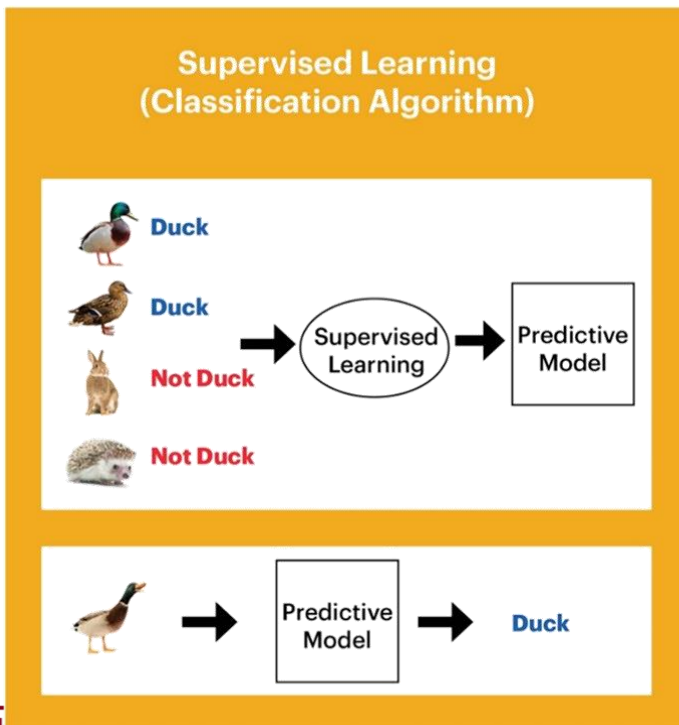 Supervised Learning
(Classification Algorithm)
Duck
Duck
Not Duck
Not Duck
Supervised
Learning
Predictive
Model
Predictive
Model
Duck